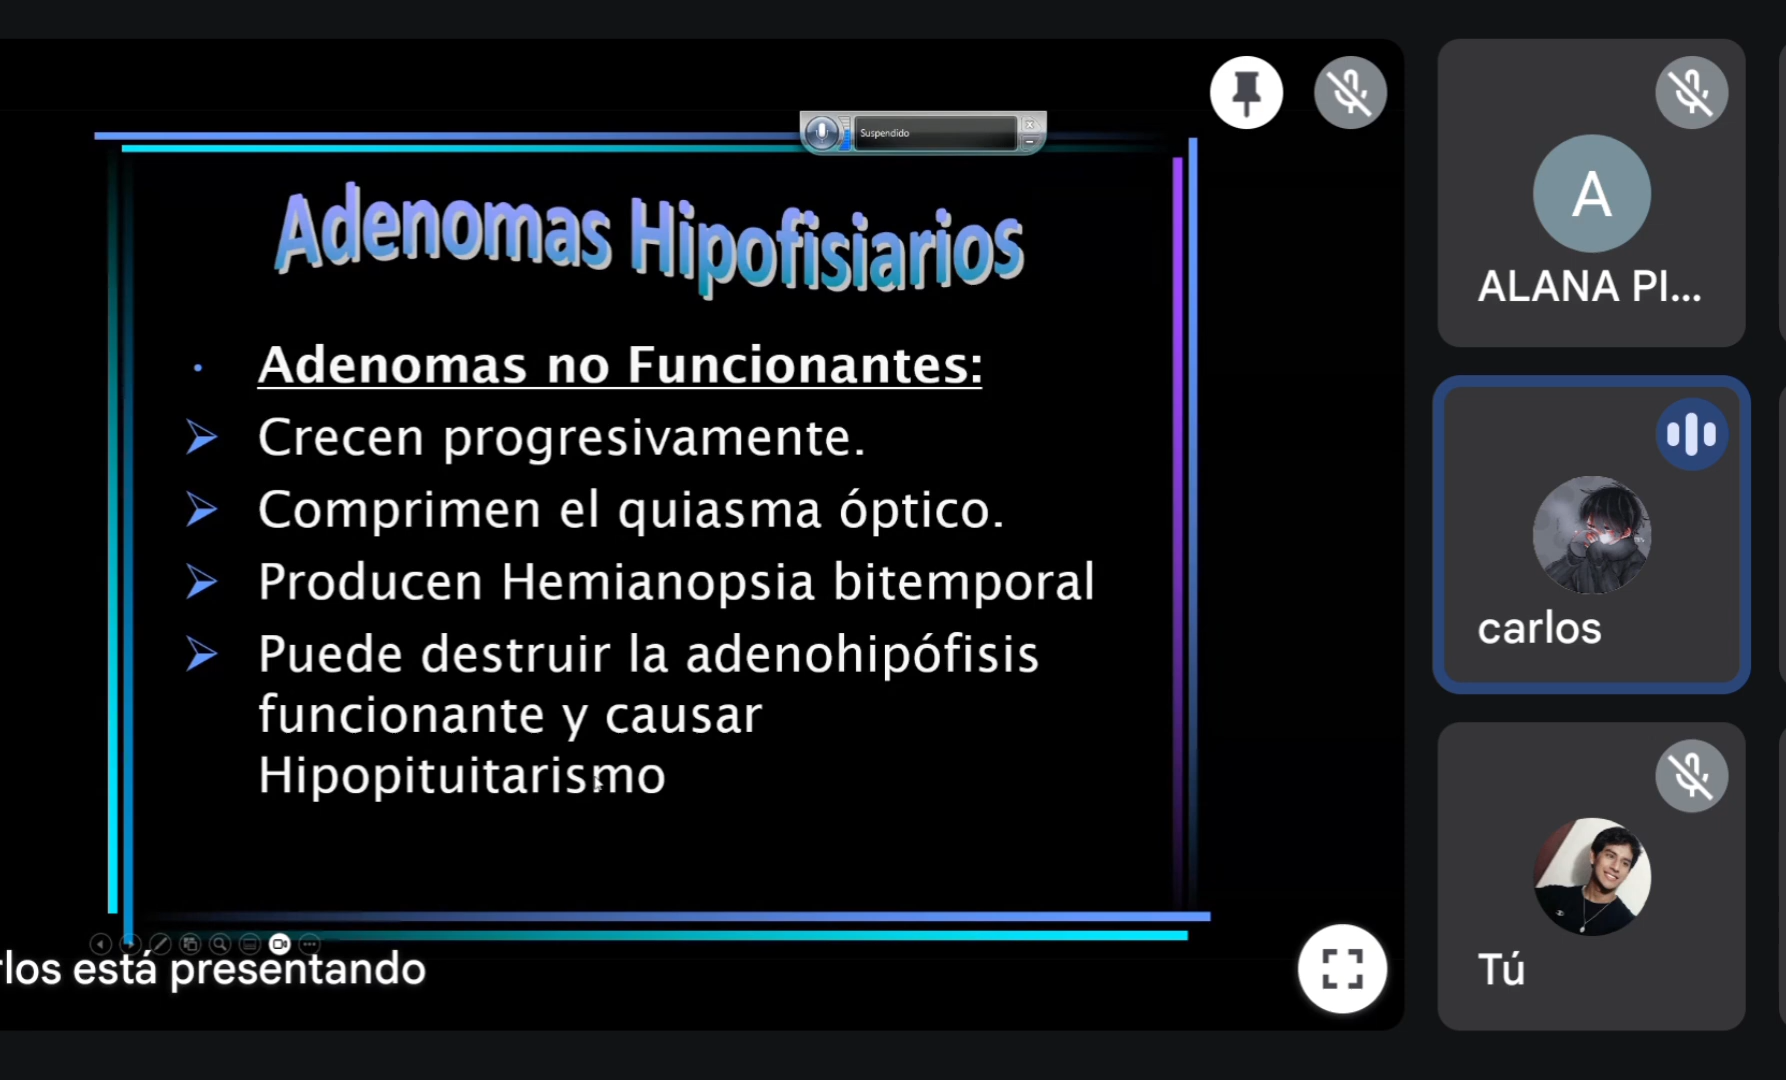 Suspendido
Adenomas Hipofisiarios
Adenomas no Funcionantes:
Crecen progresivamente.
Comprimen el quiasma óptico.
Producen Hemianopsia bitemporal
Puede destruir la adenohipófisis
funcionante y causar
Hipopituitarismo
rlos está presentando
A
ALANA PI...
carlos
Tú